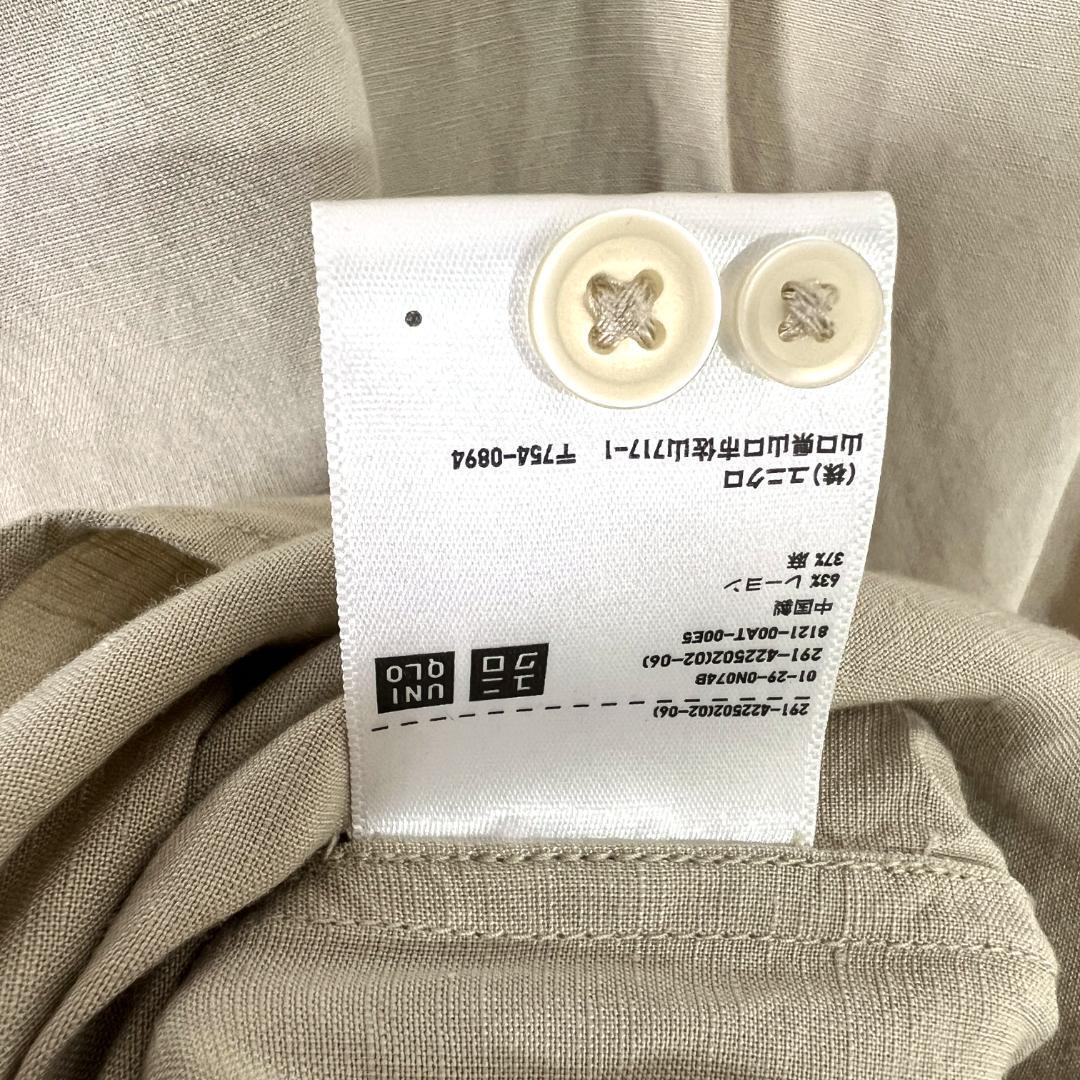 291-422502(02-06)
ユニ
クロ
UNI
QLO
01-29-0N074B
291-422502(02-06)
8121-00AT-00E5
中国製
63% レーヨン
37% 麻
(株)ユニクロ
山口県山口市佐山717-1 〒754-0894